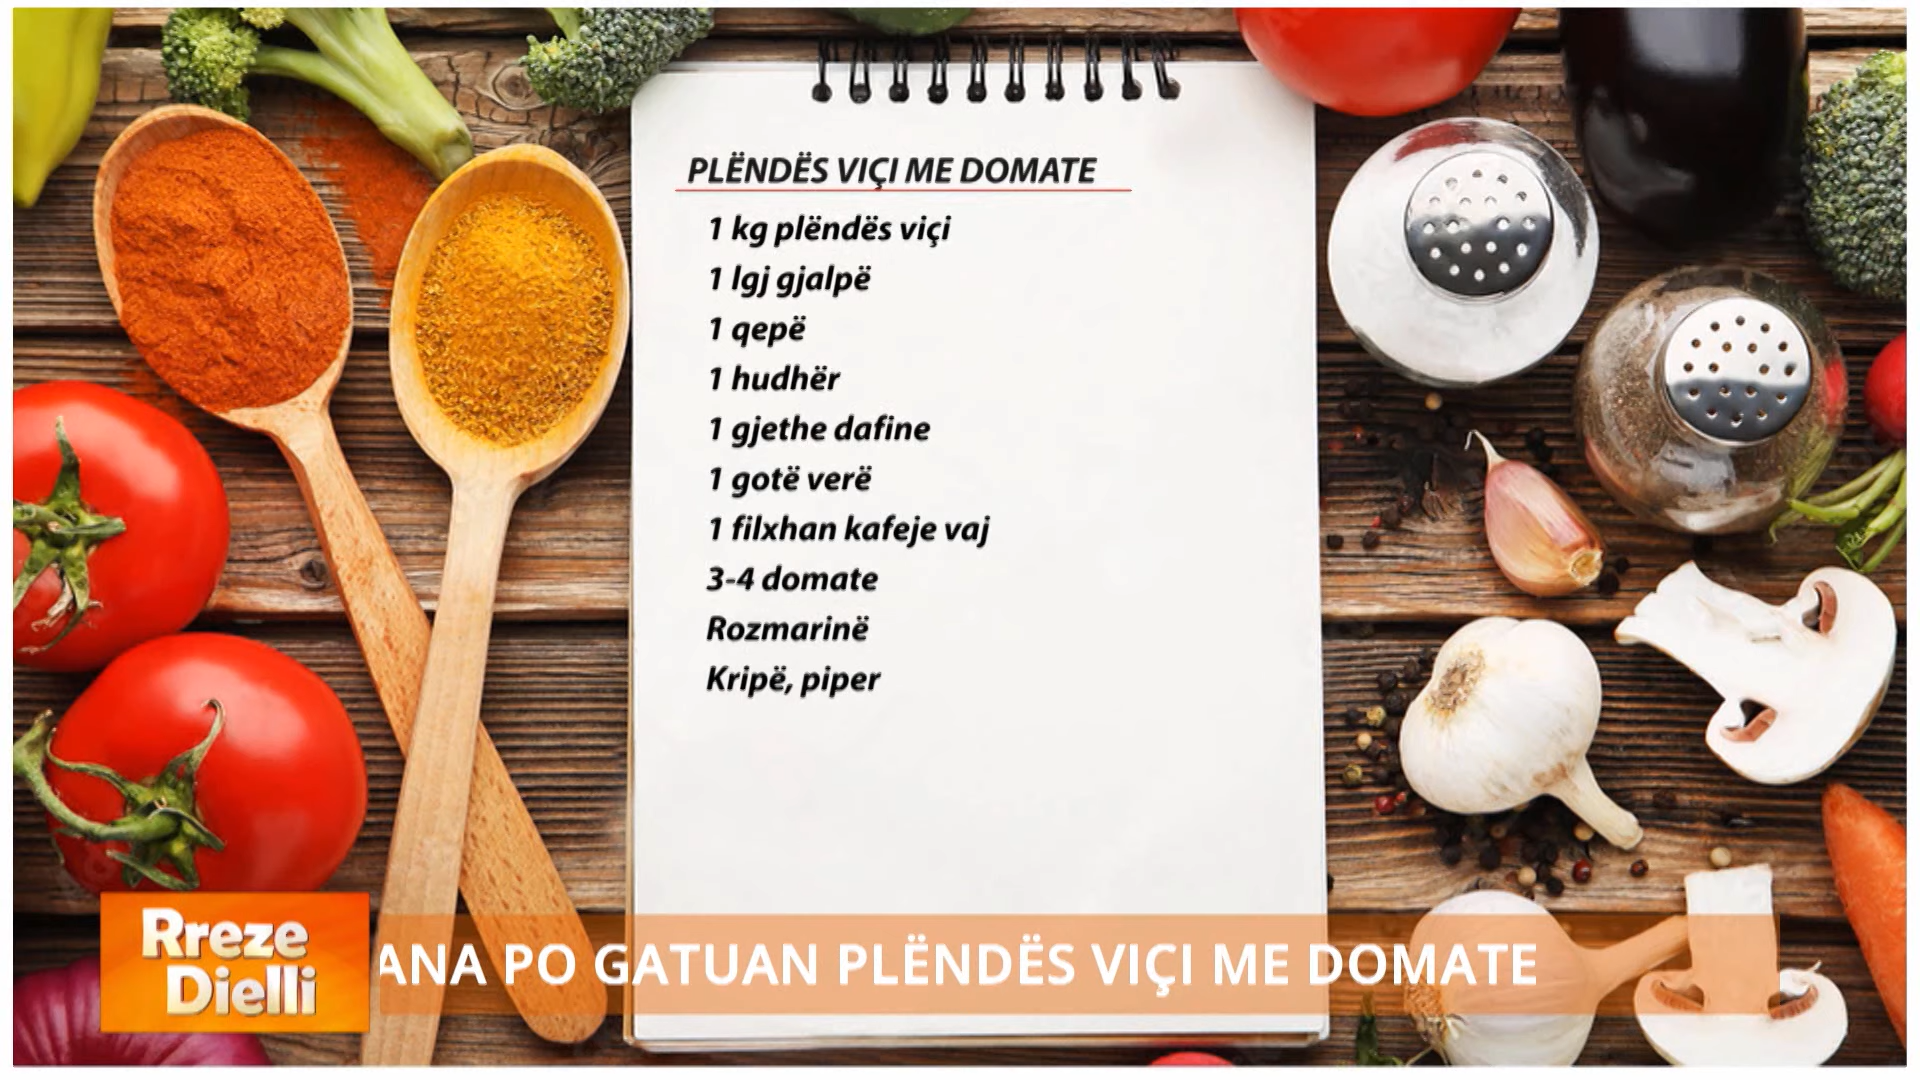 PLËNDËS VIÇI ME DOMATE
1 kg plëndës viçi
1 lgj gjalpë
1 qepë
1 hudhër
1 gjethe dafine
1 gotë verë
1 filxhan kafeje vaj
3-4 domate
Rozmarinë
Kripë, piper
Rreze
Dielli
ANA PO GATUAN PLËNDËS VIÇI ME DOMATE